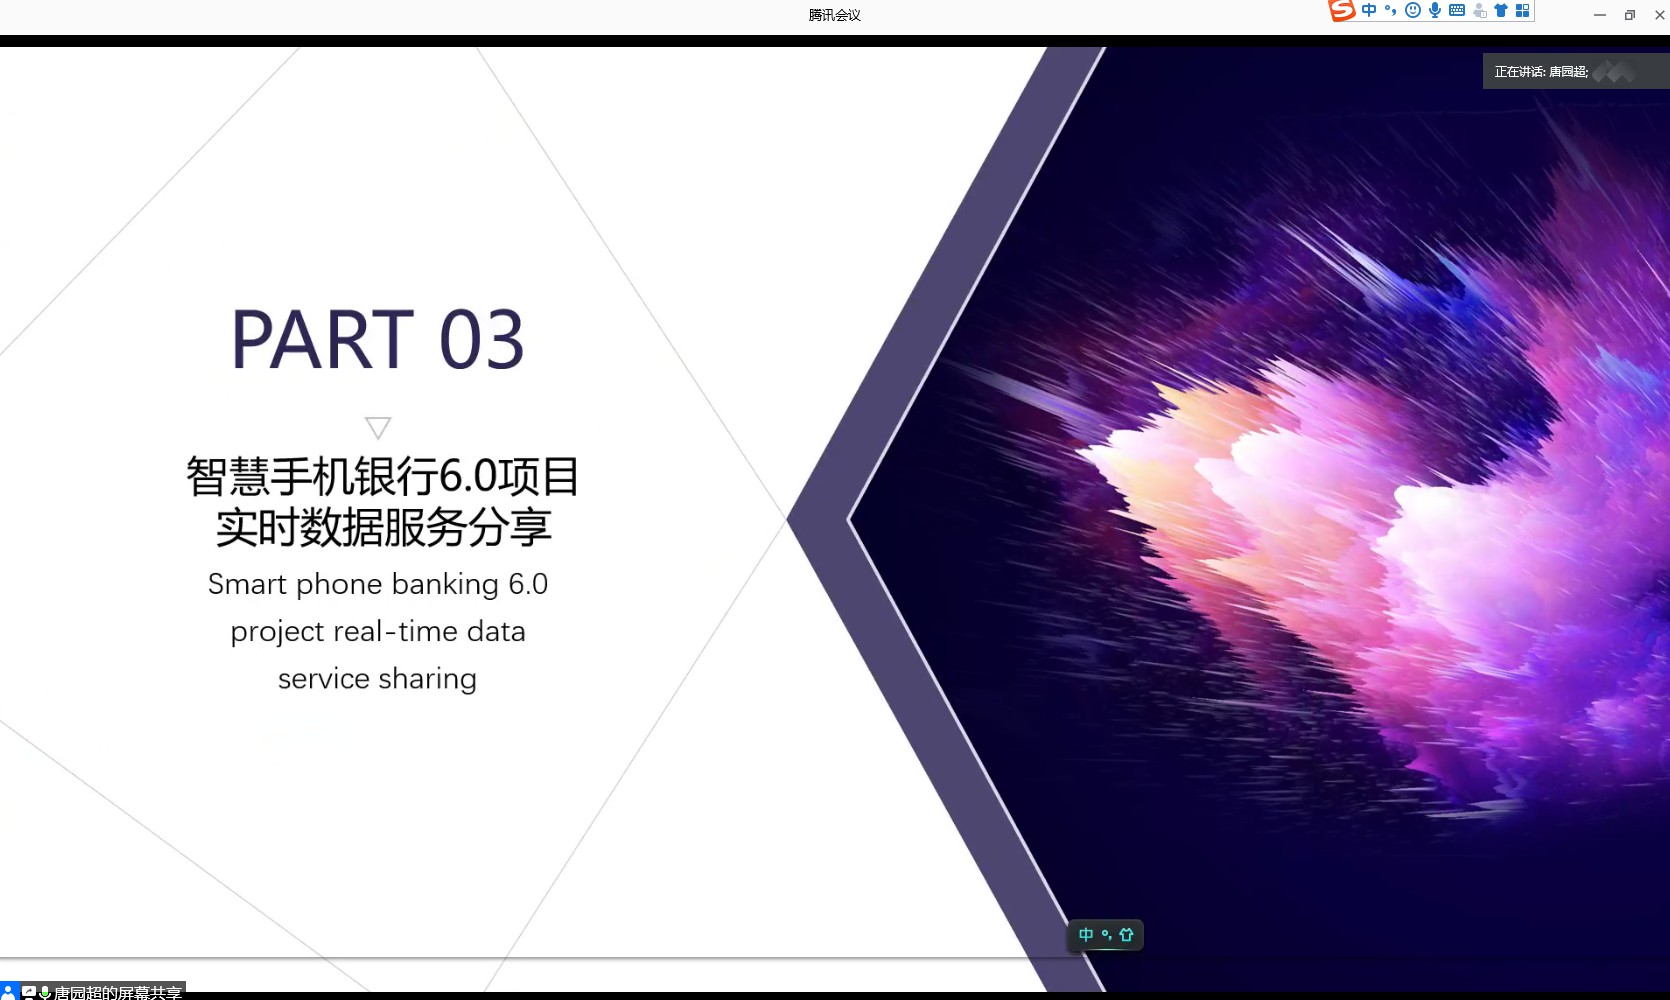 腾讯会议
中
正在讲话: 唐园超;
PART 03
智慧手机银行6.0项目
实时数据服务分享
Smart phone banking 6.0
project real-time data
service sharing
中
唐园超的屏幕共享